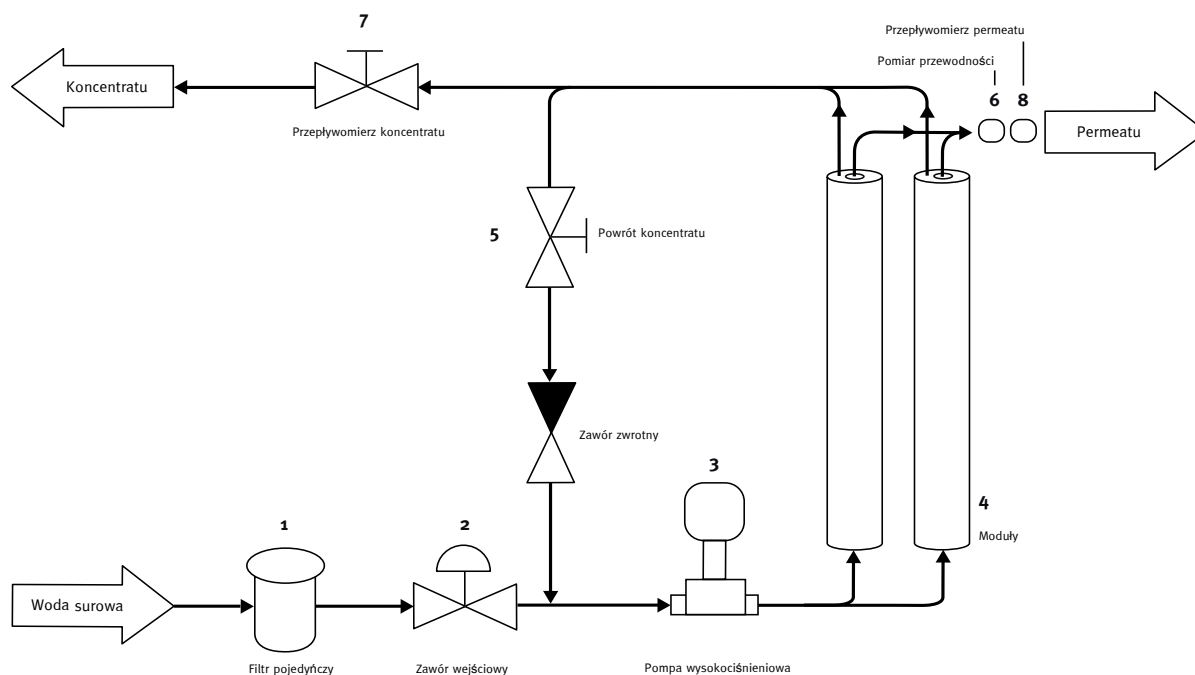 7
Przepływomierz permeatu
Pomiar przewodności
Koncentratu
6
8
Permeatu
Przepływomierz koncentratu
5
Powrót koncentratu
Zawór zwrotny
3
4
Moduły
1
2
Woda surowa
Filtr pojedyńczy
Zawór wejściowy
Pompa wysokociśnieniowa